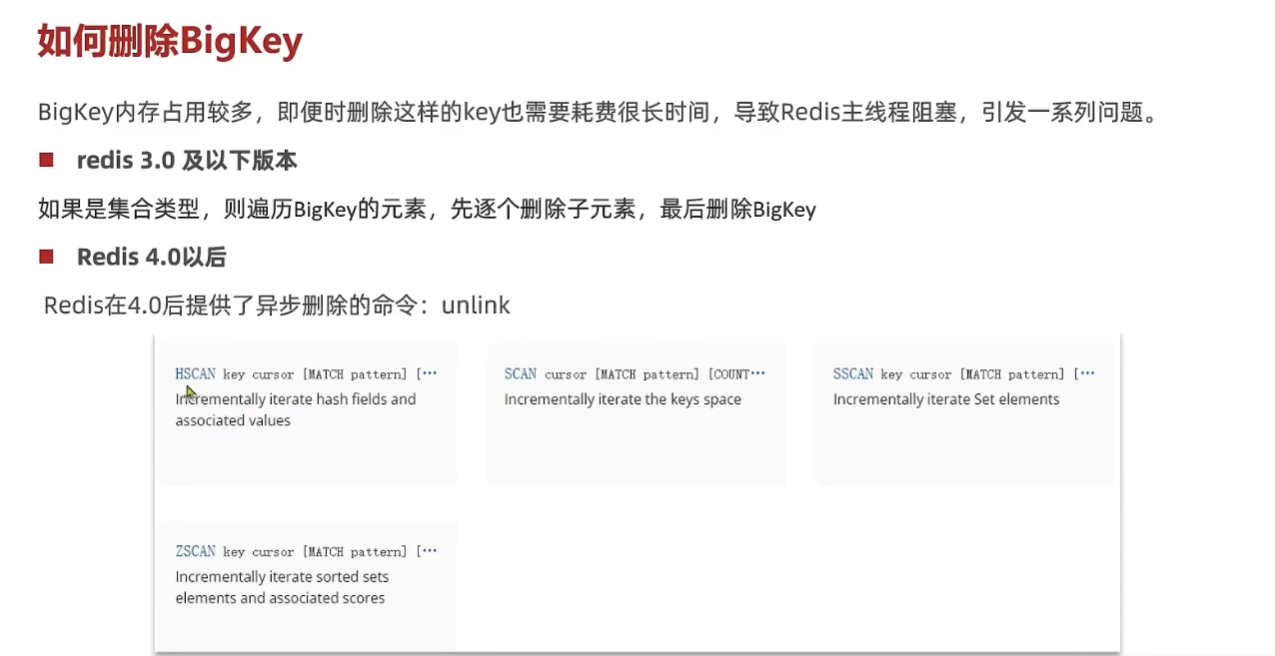 如何删除BigKey
BigKey内存占用较多，即便时删除这样的key也需要耗费很长时间，导致Redis主线程阻塞，引发一系列问题。
redis 3.0 及以下版本
如果是集合类型，则遍历BigKey的元素，先逐个删除子元素，最后删除BigKey
Redis 4.0以后
Redis在4.0后提供了异步删除的命令：unlink
HSCAN key cursor [MATCH pattern] [···
Incrementally iterate hash fields and
associated values
SCAN cursor [MATCH pattern] [COUNT···
Incrementally iterate the keys space
SSCAN key cursor [MATCH pattern] [···
Incrementally iterate Set elements
ZSCAN key cursor [MATCH pattern] [···
Incrementally iterate sorted sets
elements and associated scores